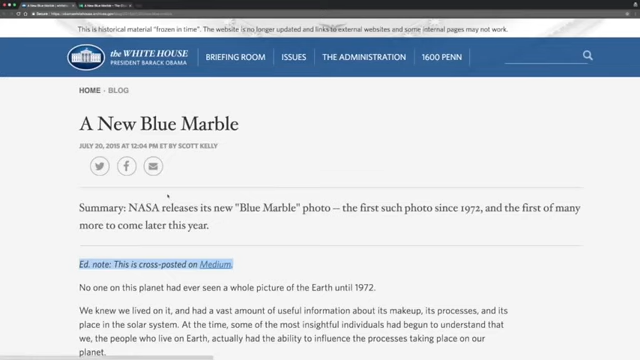 A New Blue Marble
This is historical material "frozen in time". The website is no longer updated and links to external websites and some internal pages may not work.
the WHITE HOUSE
PRESIDENT BARACK OBAMA
BRIEFING ROOM
ISSUES
THE ADMINISTRATION
1600 PENN
HOME · BLOG
A New Blue Marble
JULY 20, 2015 AT 12:04 PM ET BY SCOTT KELLY
Summary: NASA releases its new "Blue Marble" photo – the first such photo since 1972, and the first of many
more to come later this year.
Ed. note: This is cross-posted on Medium.
No one on this planet had ever seen a whole picture of the Earth until 1972.
We knew we lived on it, and had a vast amount of useful information about its makeup, its processes, and its
place in the solar system. At the time, some of the most insightful individuals had begun to understand that
we, the people who live on Earth, actually had the ability to influence the processes taking place on our
planet.